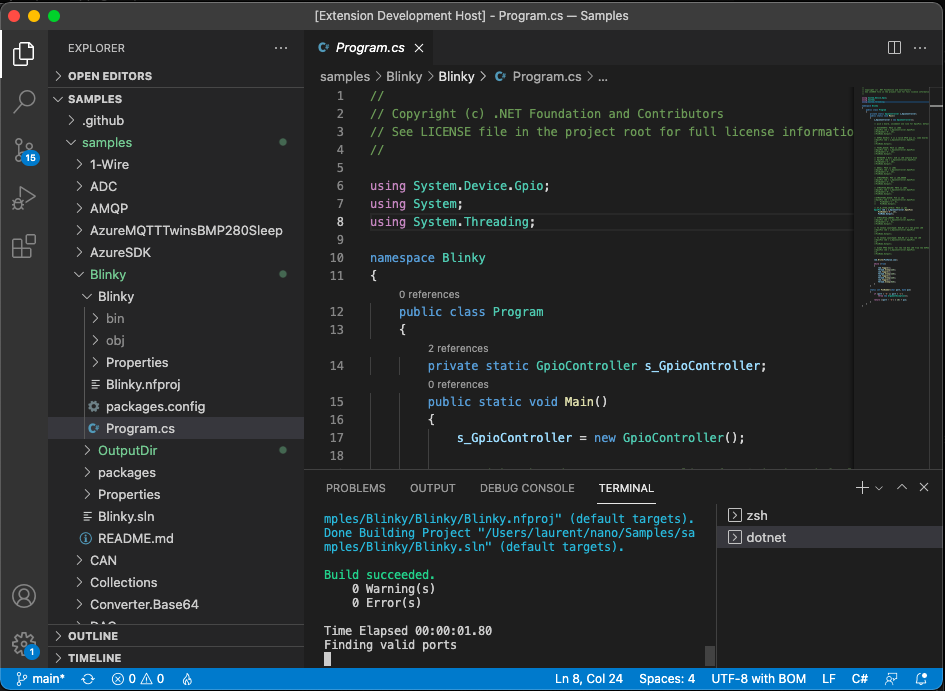 [Extension Development Host] - Program.cs — Samples
EXPLORER
OPEN EDITORS
SAMPLES
.github
samples
1-Wire
ADC
AMQP
AzureMQTTTwinsBMP280Sleep
AzureSDK
Blinky
Blinky
bin
obj
Properties
Blinky.nfproj
packages.config
C# Program.cs
OutputDir
packages
Properties
Blinky.sln
README.md
CAN
Collections
Converter.Base64
OUTLINE
TIMELINE
15
1
C# Program.cs
samples > Blinky > Blinky > C# Program.cs > ...
1 //
2 // Copyright (c) .NET Foundation and Contributors
3 // See LICENSE file in the project root for full license informatio
4 //
5
6 using System.Device.Gpio;
7 using System;
8 using System.Threading;
9
10 namespace Blinky
11 {
0 references
12 public class Program
13 {
2 references
14 private static GpioController s_GpioController;
0 references
15 public static void Main()
16 {
17 s_GpioController = new GpioController();
18
PROBLEMS OUTPUT DEBUG CONSOLE TERMINAL
mples/Blinky/Blinky/Blinky.nfproj" (default targets).
Done Building Project "/Users/laurent/nano/Samples/sa
mples/Blinky/Blinky.sln" (default targets).
Build succeeded.
0 Warning(s)
0 Error(s)
Time Elapsed 00:00:01.80
Finding valid ports
zsh
dotnet
main* 0 0 Ln 8, Col 24 Spaces: 4 UTF-8 with BOM LF C#